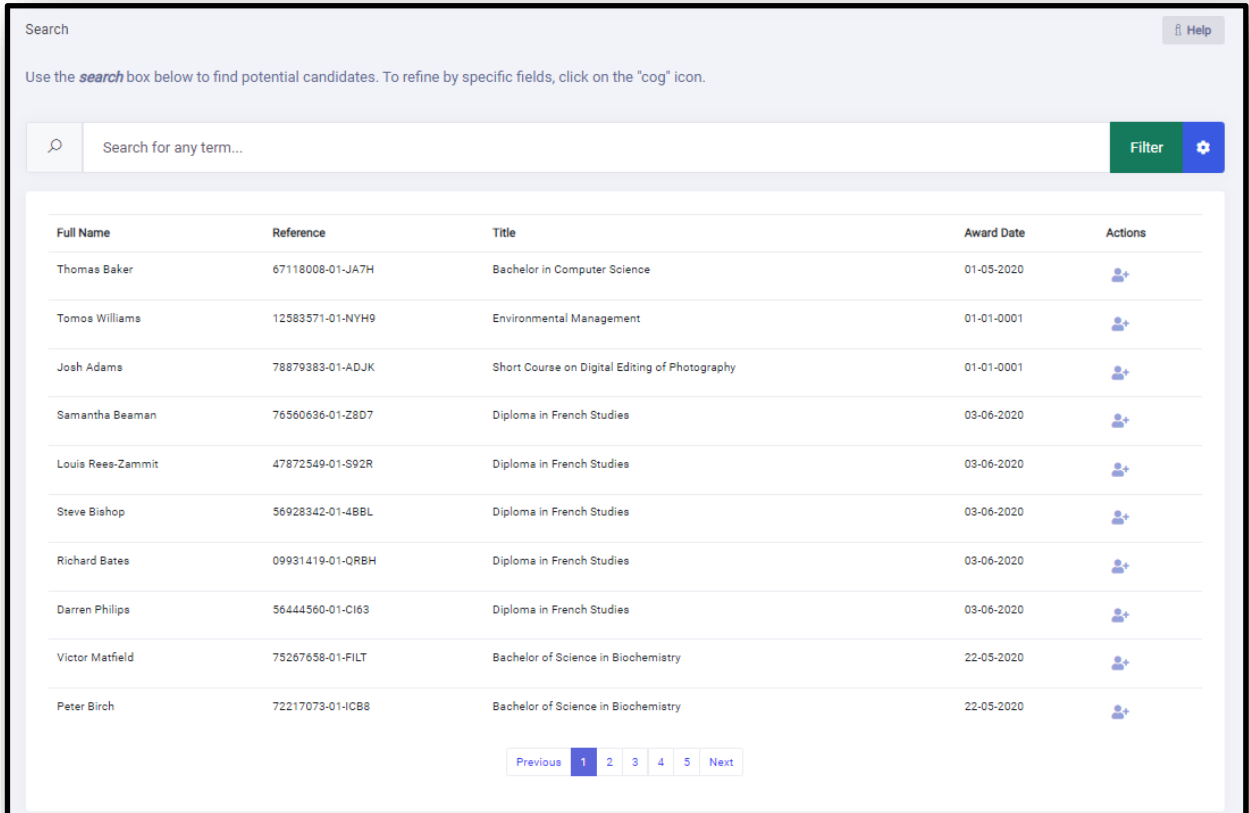 Search
Help
Use the search box below to find potential candidates. To refine by specific fields, click on the "cog" icon.
Search for any term... Filter
Full Name Reference Title Award Date Actions
Thomas Baker 67118008-01-JA7H Bachelor in Computer Science 01-05-2020
Tomos Williams 12583571-01-NYH9 Environmental Management 01-01-0001
Josh Adams 78879383-01-ADJK Short Course on Digital Editing of Photography 01-01-0001
Samantha Beaman 76560636-01-Z8D7 Diploma in French Studies 03-06-2020
Louis Rees-Zammit 47872549-01-S92R Diploma in French Studies 03-06-2020
Steve Bishop 56928342-01-4BBL Diploma in French Studies 03-06-2020
Richard Bates 09931419-01-QRBH Diploma in French Studies 03-06-2020
Darren Philips 56444560-01-CI63 Diploma in French Studies 03-06-2020
Victor Matfield 75267658-01-FILT Bachelor of Science in Biochemistry 22-05-2020
Peter Birch 72217073-01-ICB8 Bachelor of Science in Biochemistry 22-05-2020
Previous 1 2 3 4 5 Next